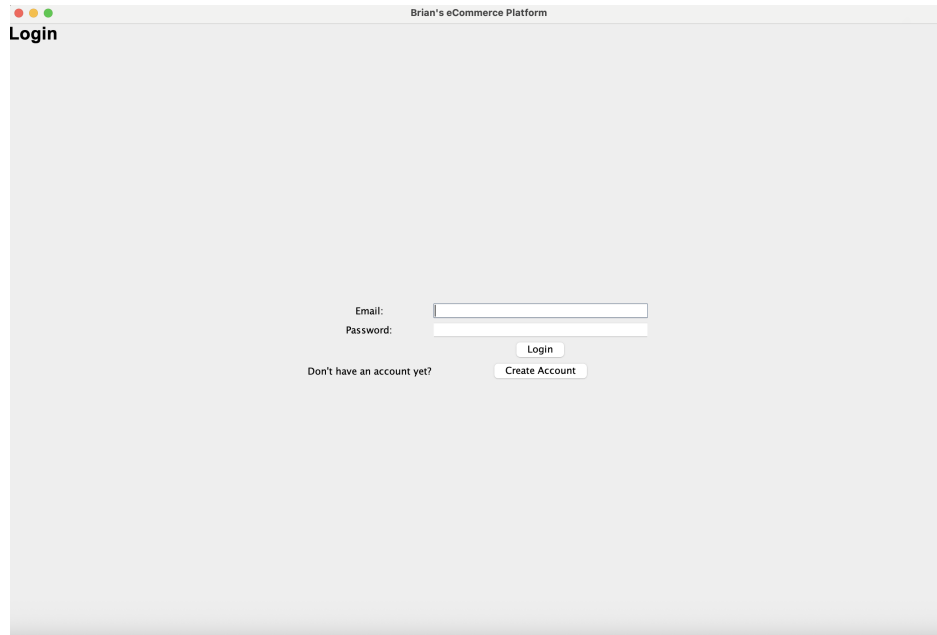 Brian's eCommerce Platform
Login
Email:
Password:
Login
Don't have an account yet? Create Account